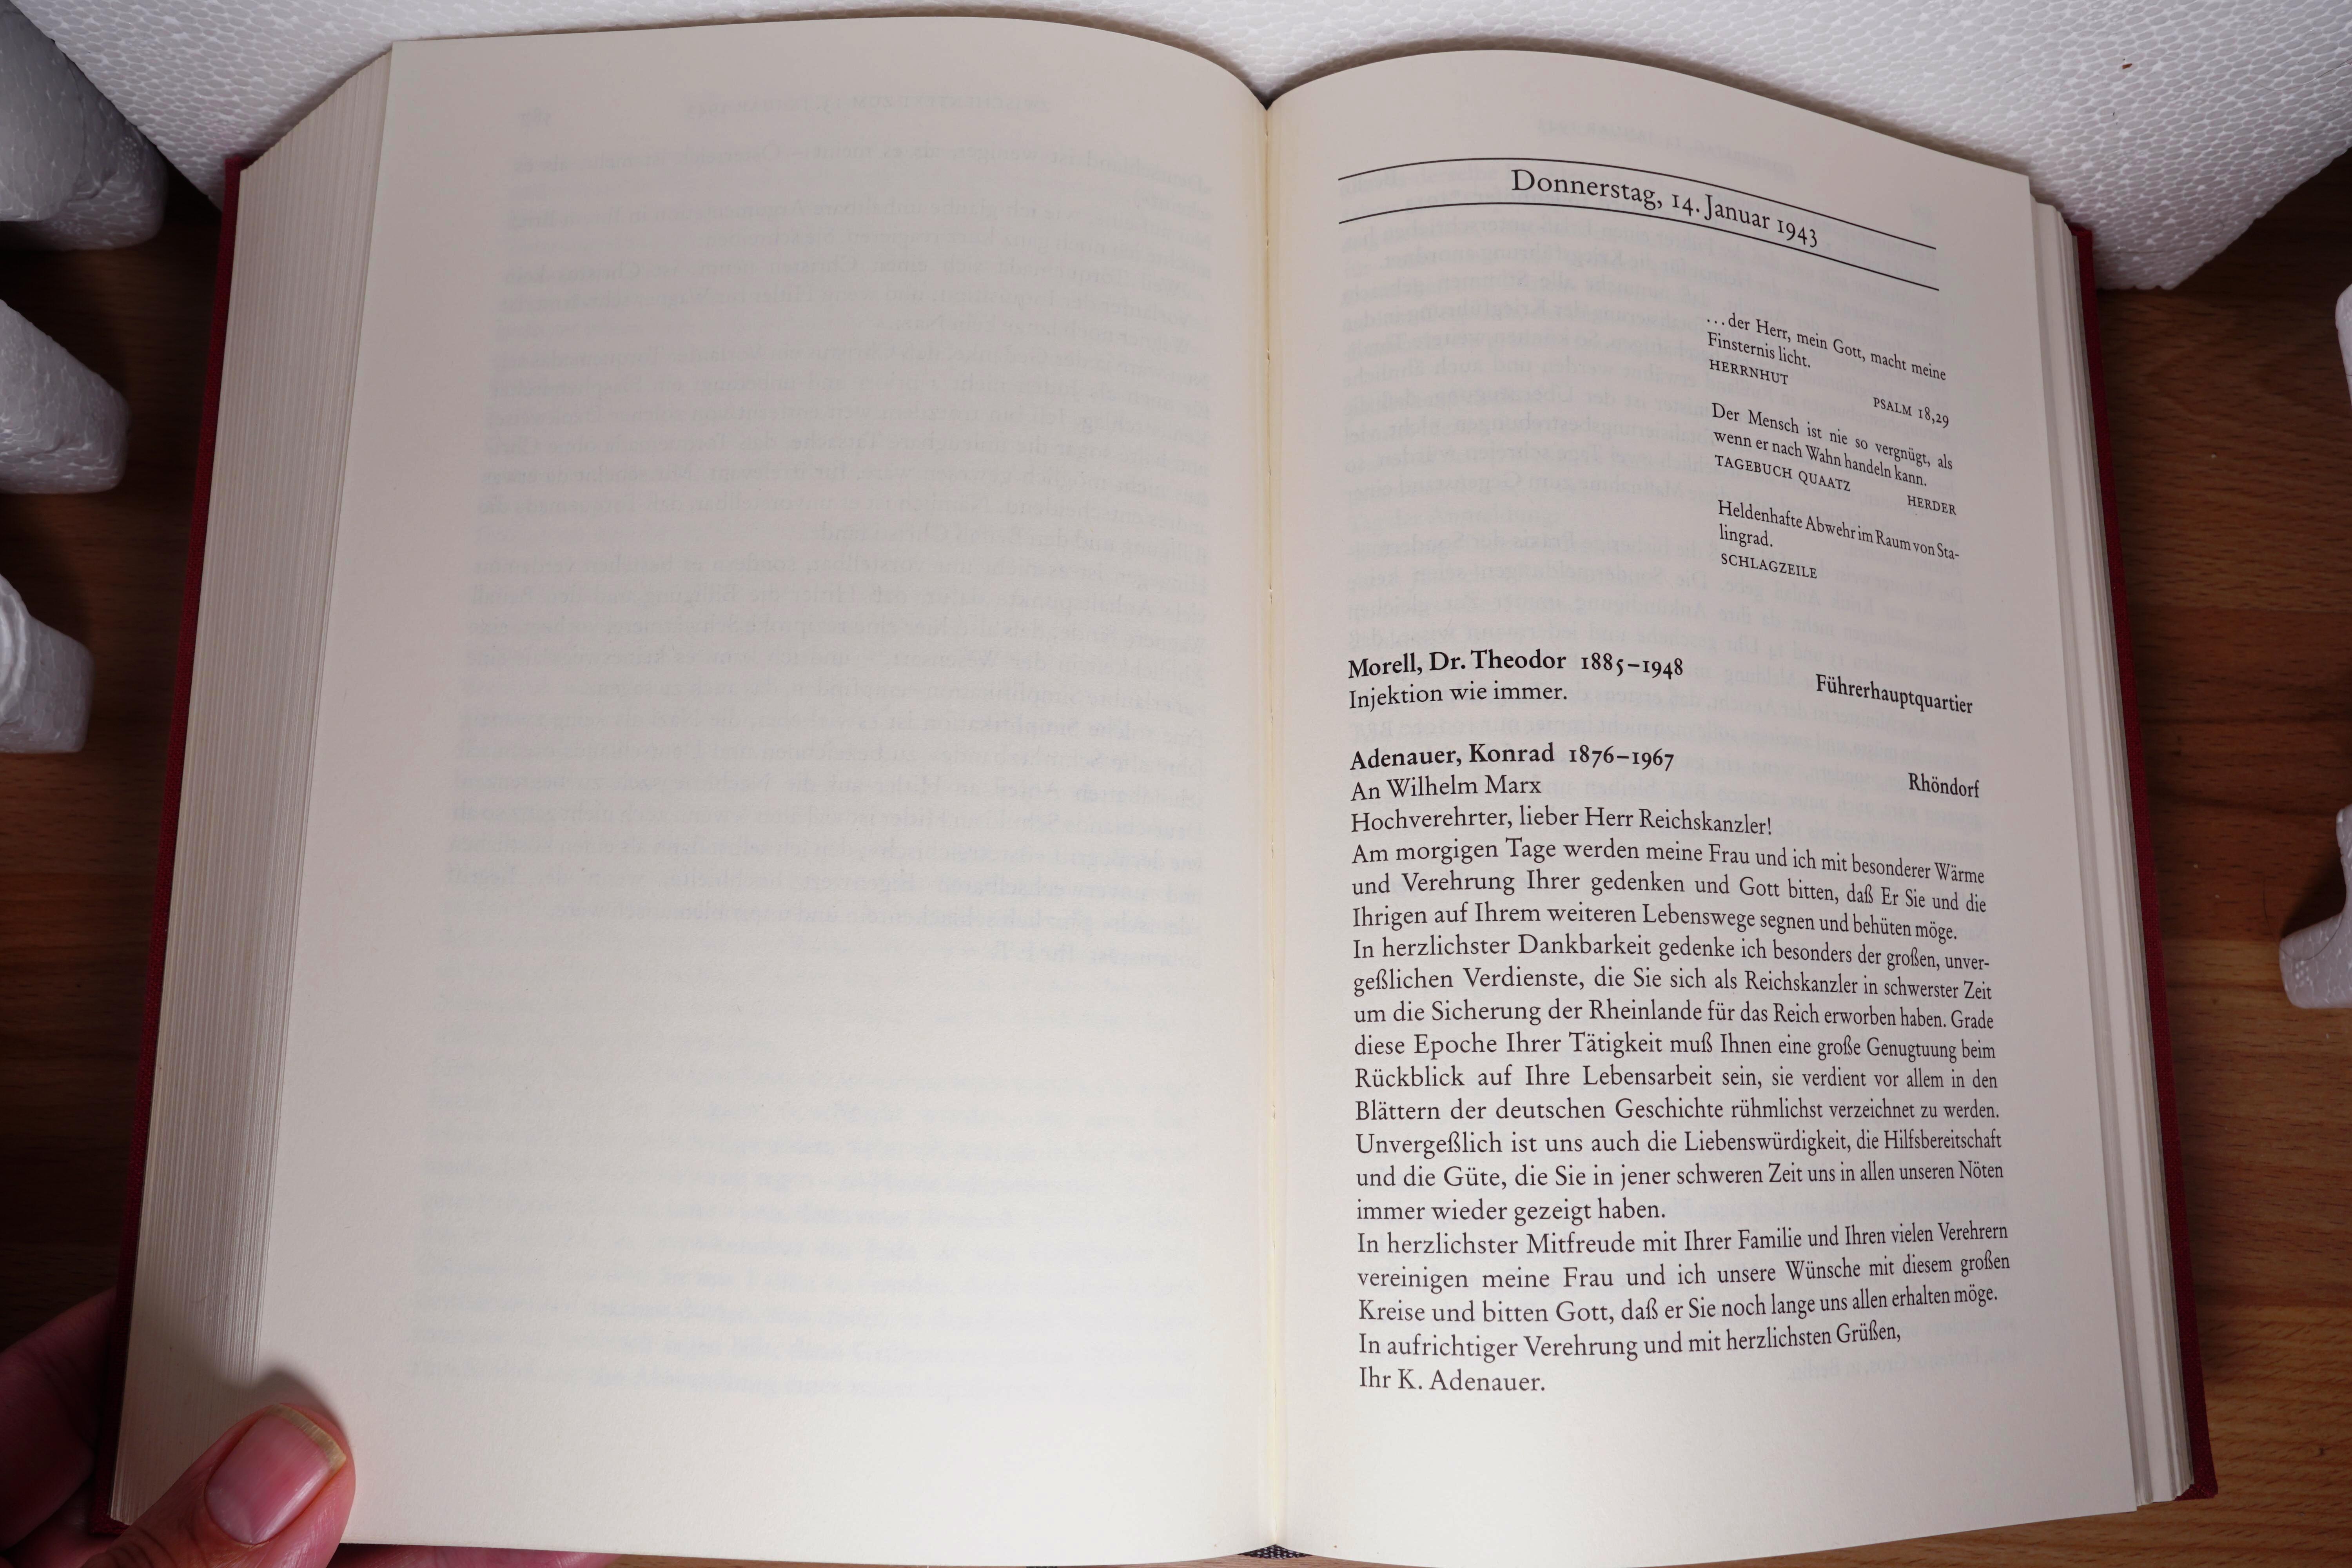 Donnerstag, 14. Januar 1943
…der Herr, mein Gott, macht meine
Finsternis licht.
HERRNHUT
PSALM 18,29
Der Mensch ist nie so vergnügt, als
wenn er nach Wahn handeln kann.
TAGEBUCH QUAATZ
HERDER
Heldenhafte Abwehr im Raum von Sta-
lingrad.
SCHLAGZEILE
Morell, Dr. Theodor 1885–1948
Führerhauptquartier
Injektion wie immer.
Adenauer, Konrad 1876–1967
Rhöndorf
An Wilhelm Marx
Hochverehrter, lieber Herr Reichskanzler!
Am morgigen Tage werden meine Frau und ich mit besonderer Wärme
und Verehrung Ihrer gedenken und Gott bitten, daß Er Sie und die
Ihrigen auf Ihrem weiteren Lebenswege segnen und behüten möge.
In herzlichster Dankbarkeit gedenke ich besonders der großen, unver-
geßlichen Verdienste, die Sie sich als Reichskanzler in schwerster Zeit
um die Sicherung der Rheinlande für das Reich erworben haben. Grade
diese Epoche Ihrer Tätigkeit muß Ihnen eine große Genugtuung beim
Rückblick auf Ihre Lebensarbeit sein, sie verdient vor allem in den
Blättern der deutschen Geschichte rühmlichst verzeichnet zu werden.
Unvergeßlich ist uns auch die Liebenswürdigkeit, die Hilfsbereitschaft
und die Güte, die Sie in jener schweren Zeit uns in allen unseren Nöten
immer wieder gezeigt haben.
In herzlichster Mitfreude mit Ihrer Familie und Ihren vielen Verehrern
vereinigen meine Frau und ich unsere Wünsche mit diesem großen
Kreise und bitten Gott, daß er Sie noch lange uns allen erhalten möge.
In aufrichtiger Verehrung und mit herzlichsten Grüßen,
Ihr K. Adenauer.